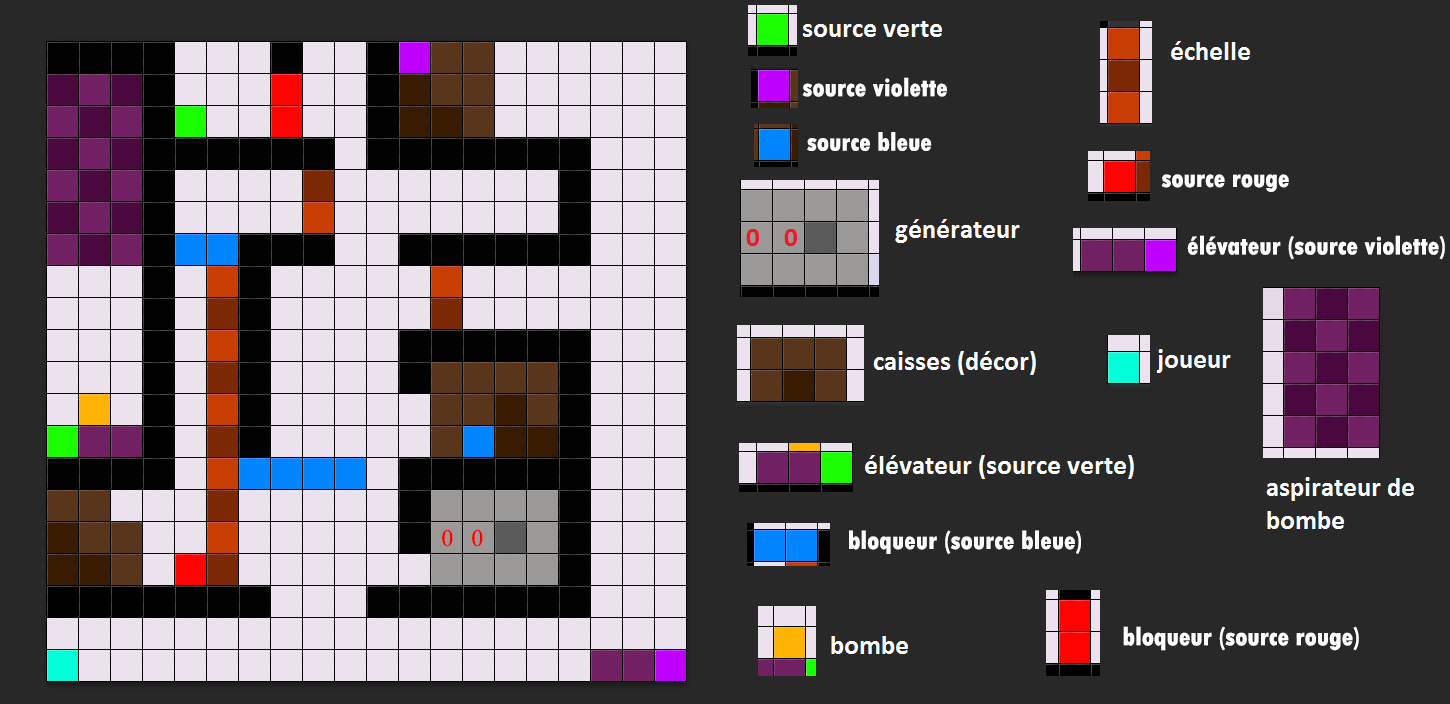 source verte
échelle
source violette
source bleue
source rouge
0 0
générateur
élévateur (source violette)
caisses (décor)
joueur
élévateur (source verte)
aspirateur de
bombe
0 0
bloqueur (source bleue)
bombe
bloqueur (source rouge)